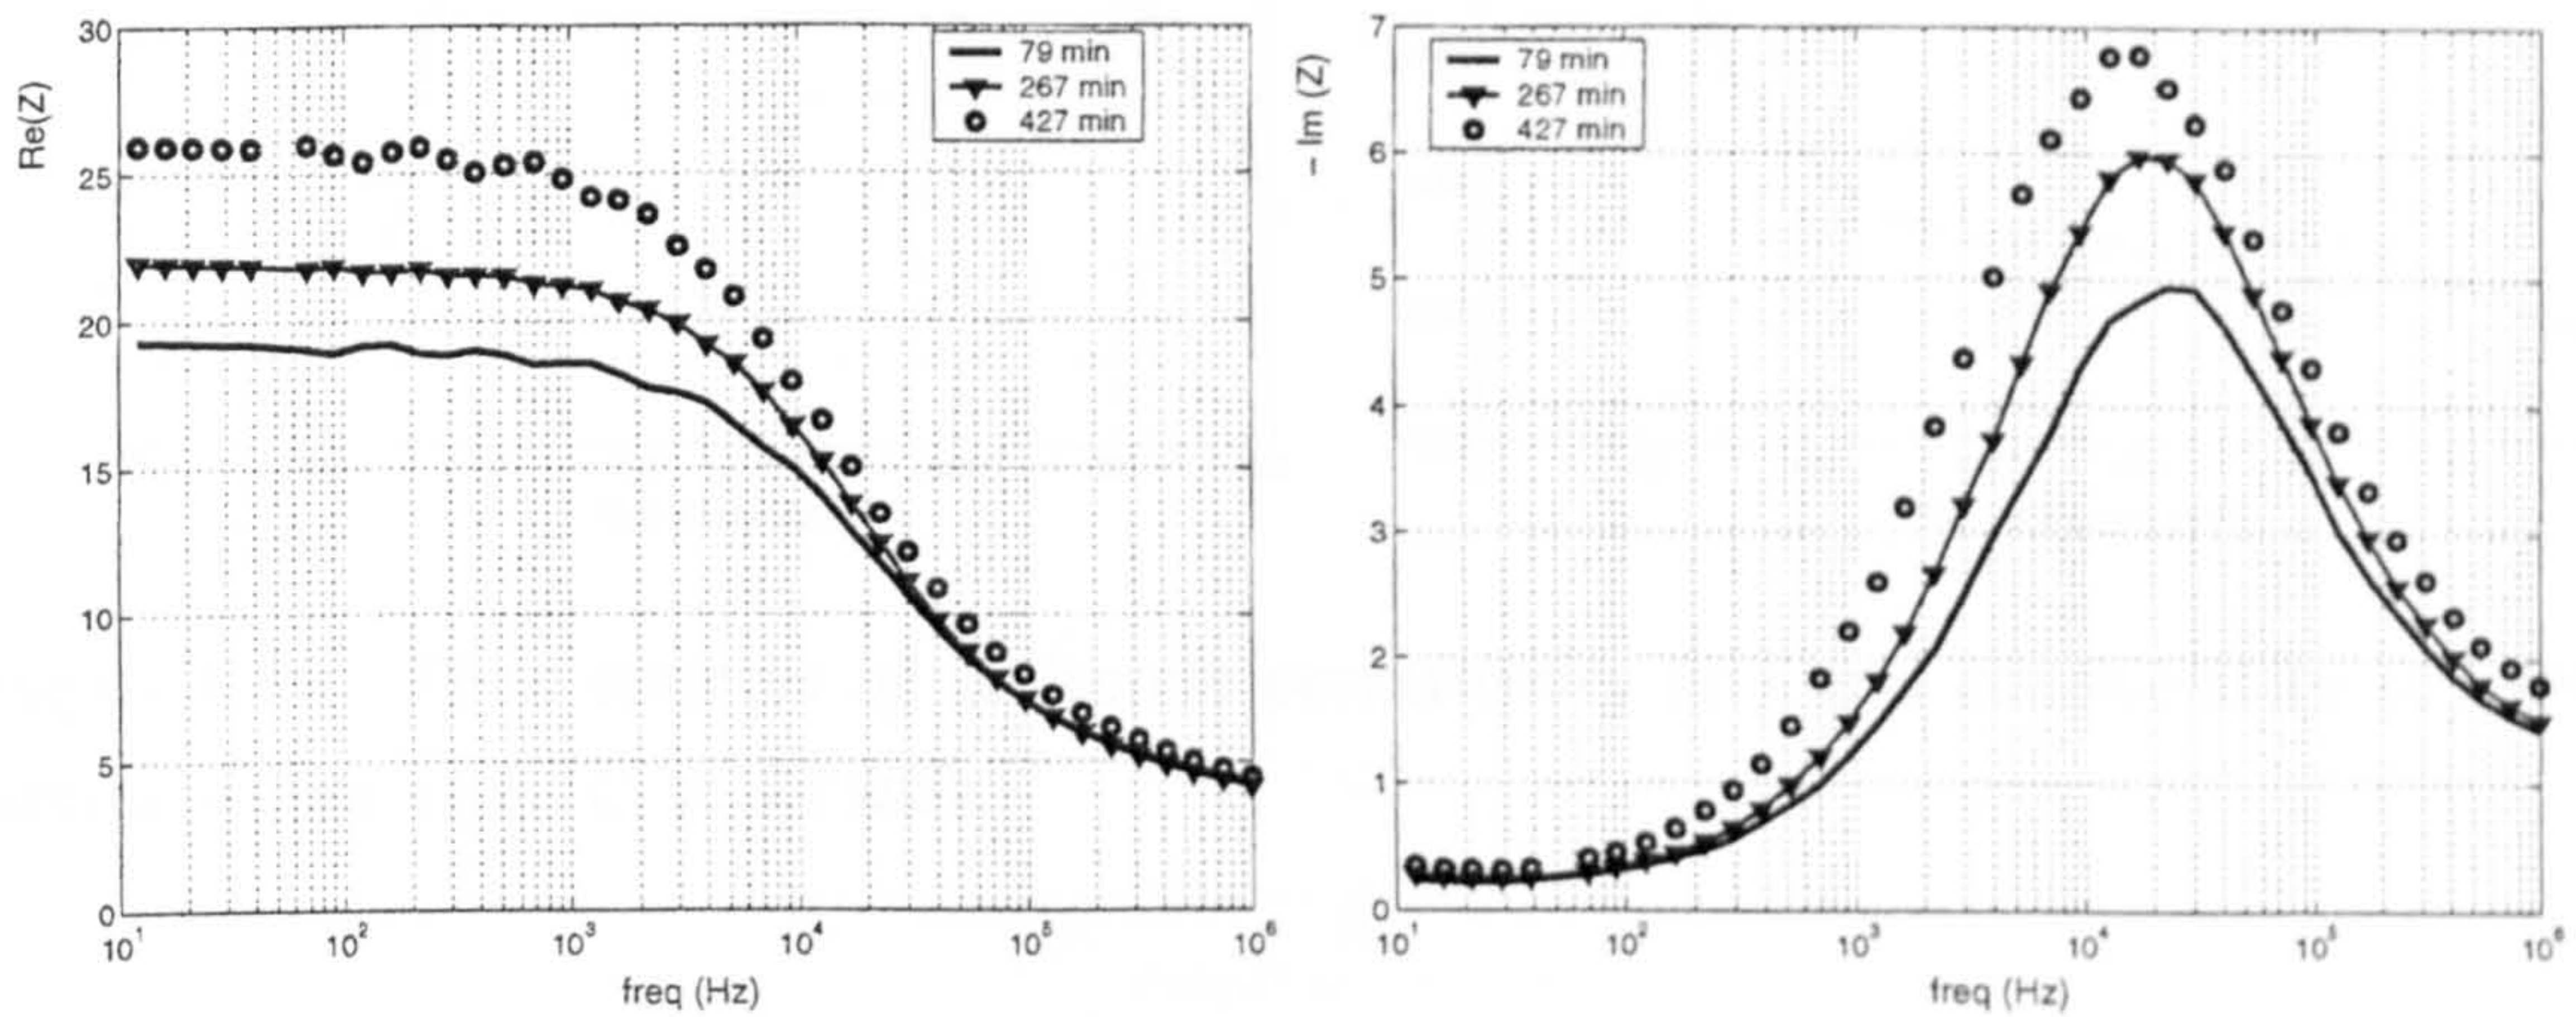 30
25
20
15
10
5
0
Re(Z)
79 min
267 min
427 min
10¹ 10² 10³ 10⁴ 10⁵ 10⁶
freq (Hz)
7
6
5
4
3
2
1
0
– Im (Z)
79 min
267 min
427 min
10¹ 10² 10³ 10⁴ 10⁵ 10⁶
freq (Hz)